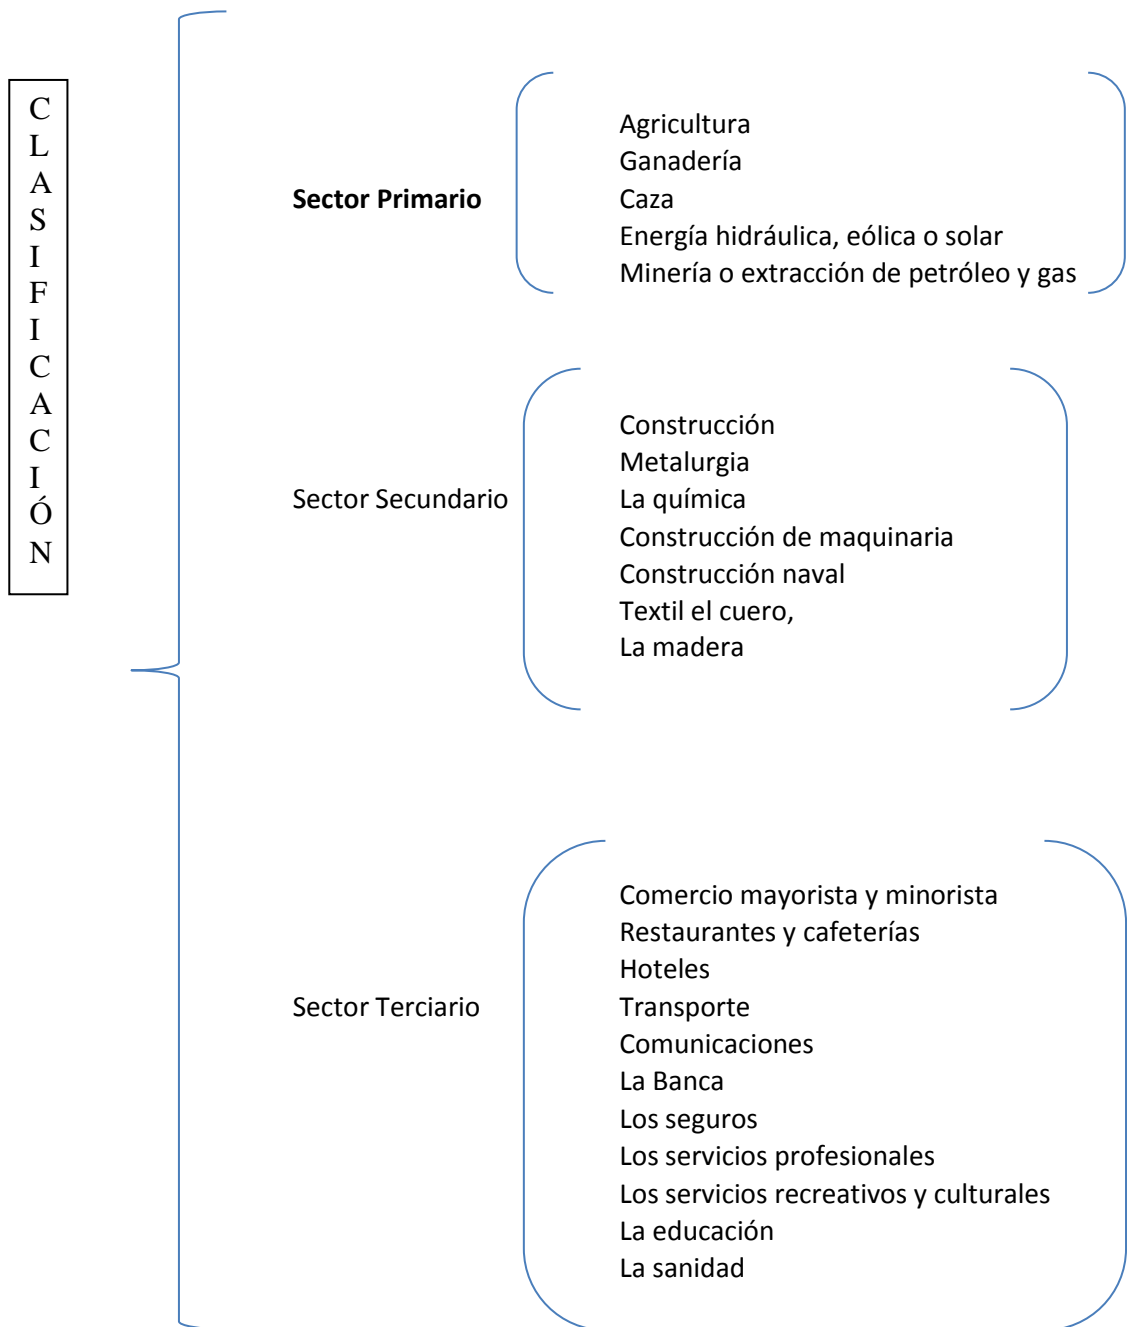 CLASIFICACIÓN
Sector Primario
Agricultura
Ganadería
Caza
Energía hidráulica, eólica o solar
Minería o extracción de petróleo y gas
Sector Secundario
Construcción
Metalurgia
La química
Construcción de maquinaria
Construcción naval
Textil el cuero,
La madera
Sector Terciario
Comercio mayorista y minorista
Restaurantes y cafeterías
Hoteles
Transporte
Comunicaciones
La Banca
Los seguros
Los servicios profesionales
Los servicios recreativos y culturales
La educación
La sanidad